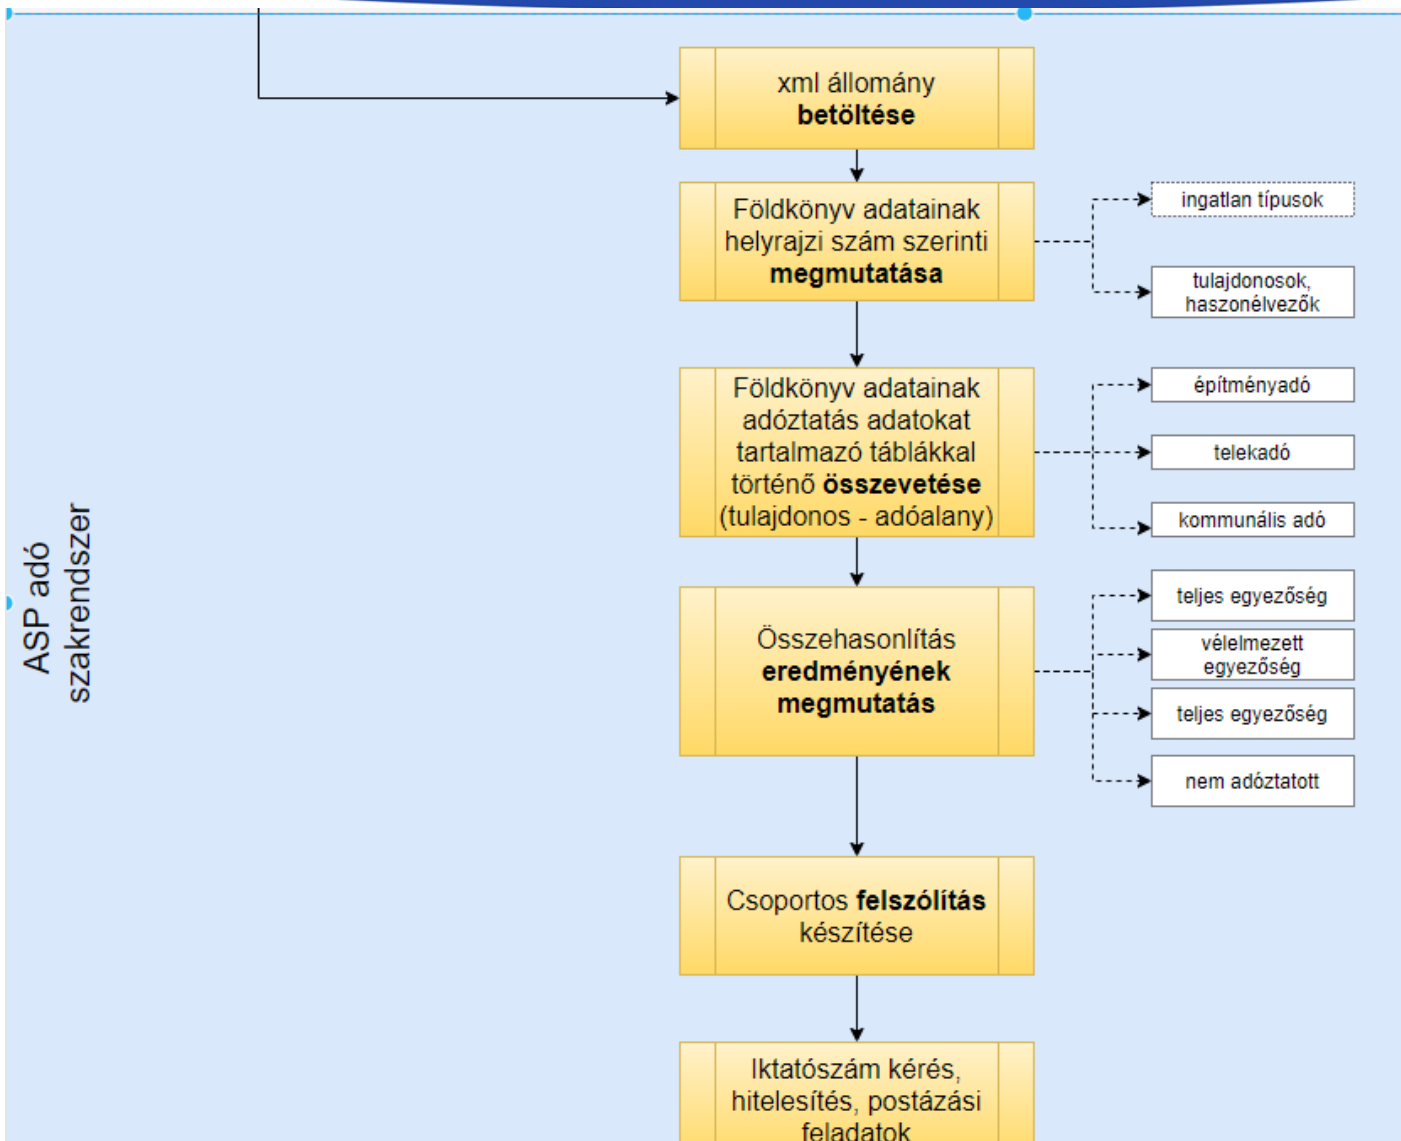 xml állomány
betöltése
Földkönyv adatainak
helyrajzi szám szerinti
megmutatása
ingatlan típusok
tulajdonosok,
haszonélvezők
Földkönyv adatainak
adóztatás adatokat
tartalmazó táblákkal
történő összevetése
(tulajdonos - adóalany)
építményadó
telekadó
kommunális adó
ASP adó
szakrendszer
Összehasonlítás
eredményének
megmutatás
teljes egyezőség
vélelmezett
egyezőség
teljes egyezőség
nem adóztatott
Csoportos felszólítás
készítése
Iktatószám kérés,
hitelesítés, postázási
feladatok